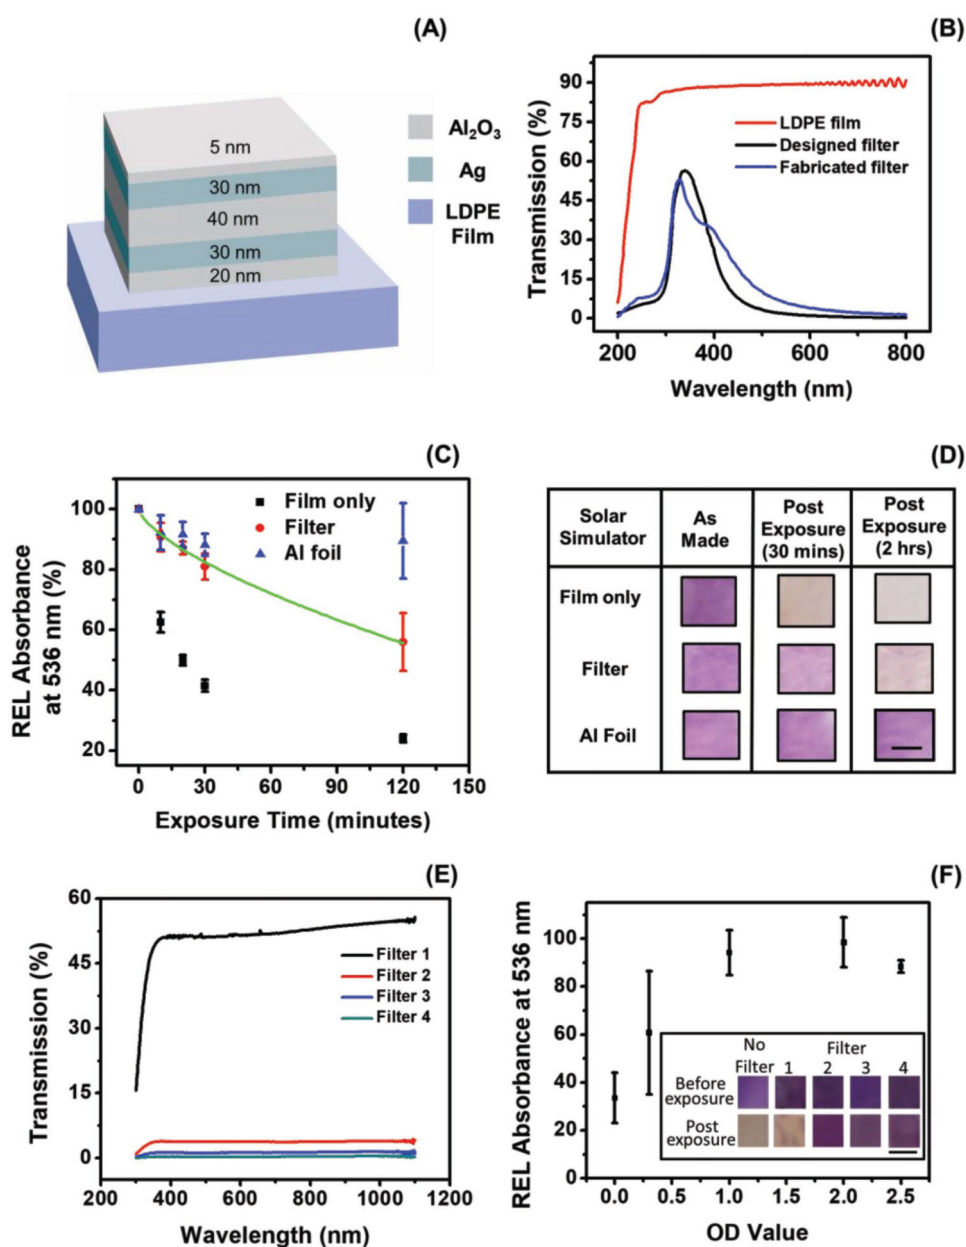 (A)
5 nm
30 nm
40 nm
30 nm
20 nm
Al₂O₃
Ag
LDPE
Film
(B)
Transmission (%)
90
75
60
45
30
15
0
LDPE film
Designed filter
Fabricated filter
200
400
600
800
Wavelength (nm)
(C)
REL Absorbance
at 536 nm (%)
100
80
60
40
20
Film only
Filter
Al foil
0
30
60
90
120
150
Exposure Time (minutes)
(D)
Solar
Simulator
As
Made
Post
Exposure
(30 mins)
Post
Exposure
(2 hrs)
Film only
Filter
Al Foil
(E)
Transmission (%)
60
45
30
15
0
Filter 1
Filter 2
Filter 3
Filter 4
200
400
600
800
1000
1200
Wavelength (nm)
(F)
REL Absorbance at 536 nm
100
80
60
40
20
0
No
Filter
Filter
1
2
3
4
Before
exposure
Post
exposure
0.0
0.5
1.0
1.5
2.0
2.5
OD Value